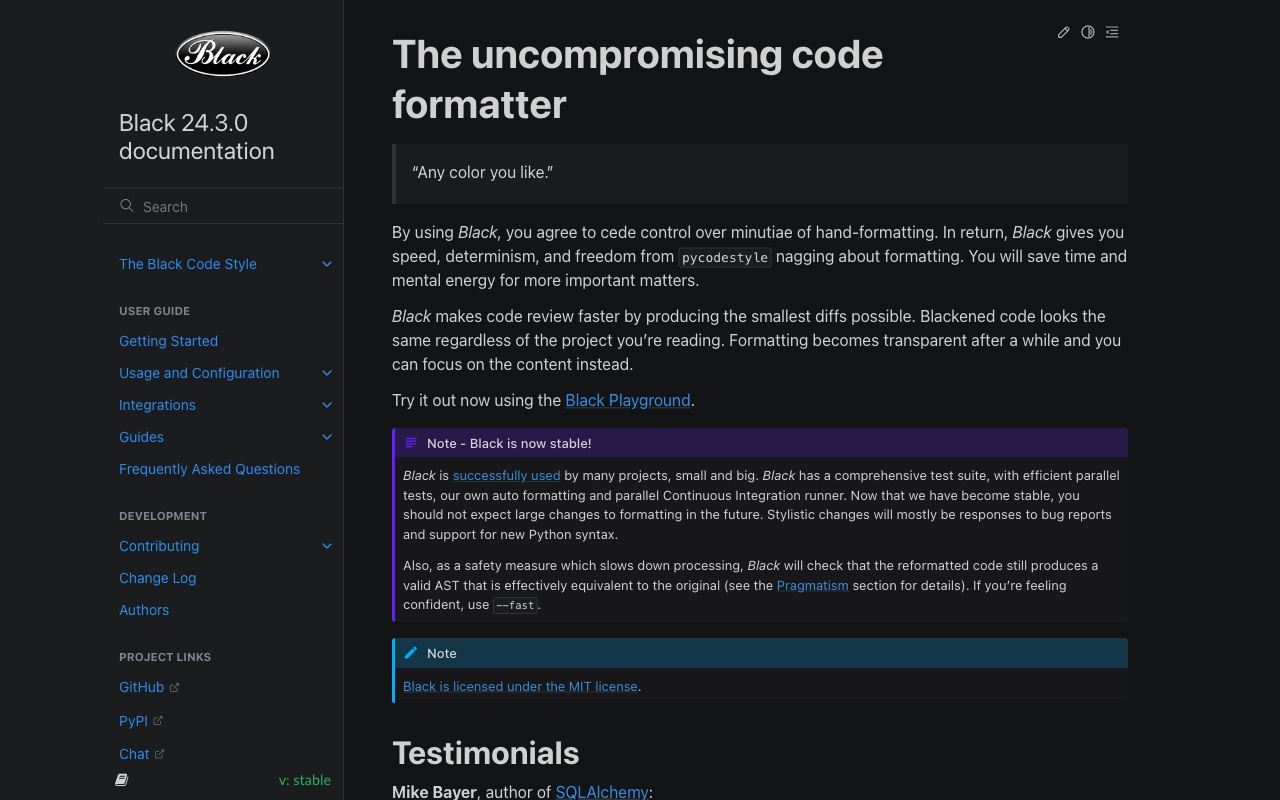 Black
Black 24.3.0
documentation
Search
The Black Code Style
USER GUIDE
Getting Started
Usage and Configuration
Integrations
Guides
Frequently Asked Questions
DEVELOPMENT
Contributing
Change Log
Authors
PROJECT LINKS
GitHub
PyPI
Chat
v: stable
The uncompromising code
formatter
“Any color you like.”
By using Black, you agree to cede control over minutiae of hand-formatting. In return, Black gives you
speed, determinism, and freedom from pycodestyle nagging about formatting. You will save time and
mental energy for more important matters.
Black makes code review faster by producing the smallest diffs possible. Blackened code looks the
same regardless of the project you’re reading. Formatting becomes transparent after a while and you
can focus on the content instead.
Try it out now using the Black Playground.
Note - Black is now stable!
Black is successfully used by many projects, small and big. Black has a comprehensive test suite, with efficient parallel
tests, our own auto formatting and parallel Continuous Integration runner. Now that we have become stable, you
should not expect large changes to formatting in the future. Stylistic changes will mostly be responses to bug reports
and support for new Python syntax.
Also, as a safety measure which slows down processing, Black will check that the reformatted code still produces a
valid AST that is effectively equivalent to the original (see the Pragmatism section for details). If you’re feeling
confident, use --fast.
Note
Black is licensed under the MIT license.
Testimonials
Mike Bayer, author of SQLAlchemy: